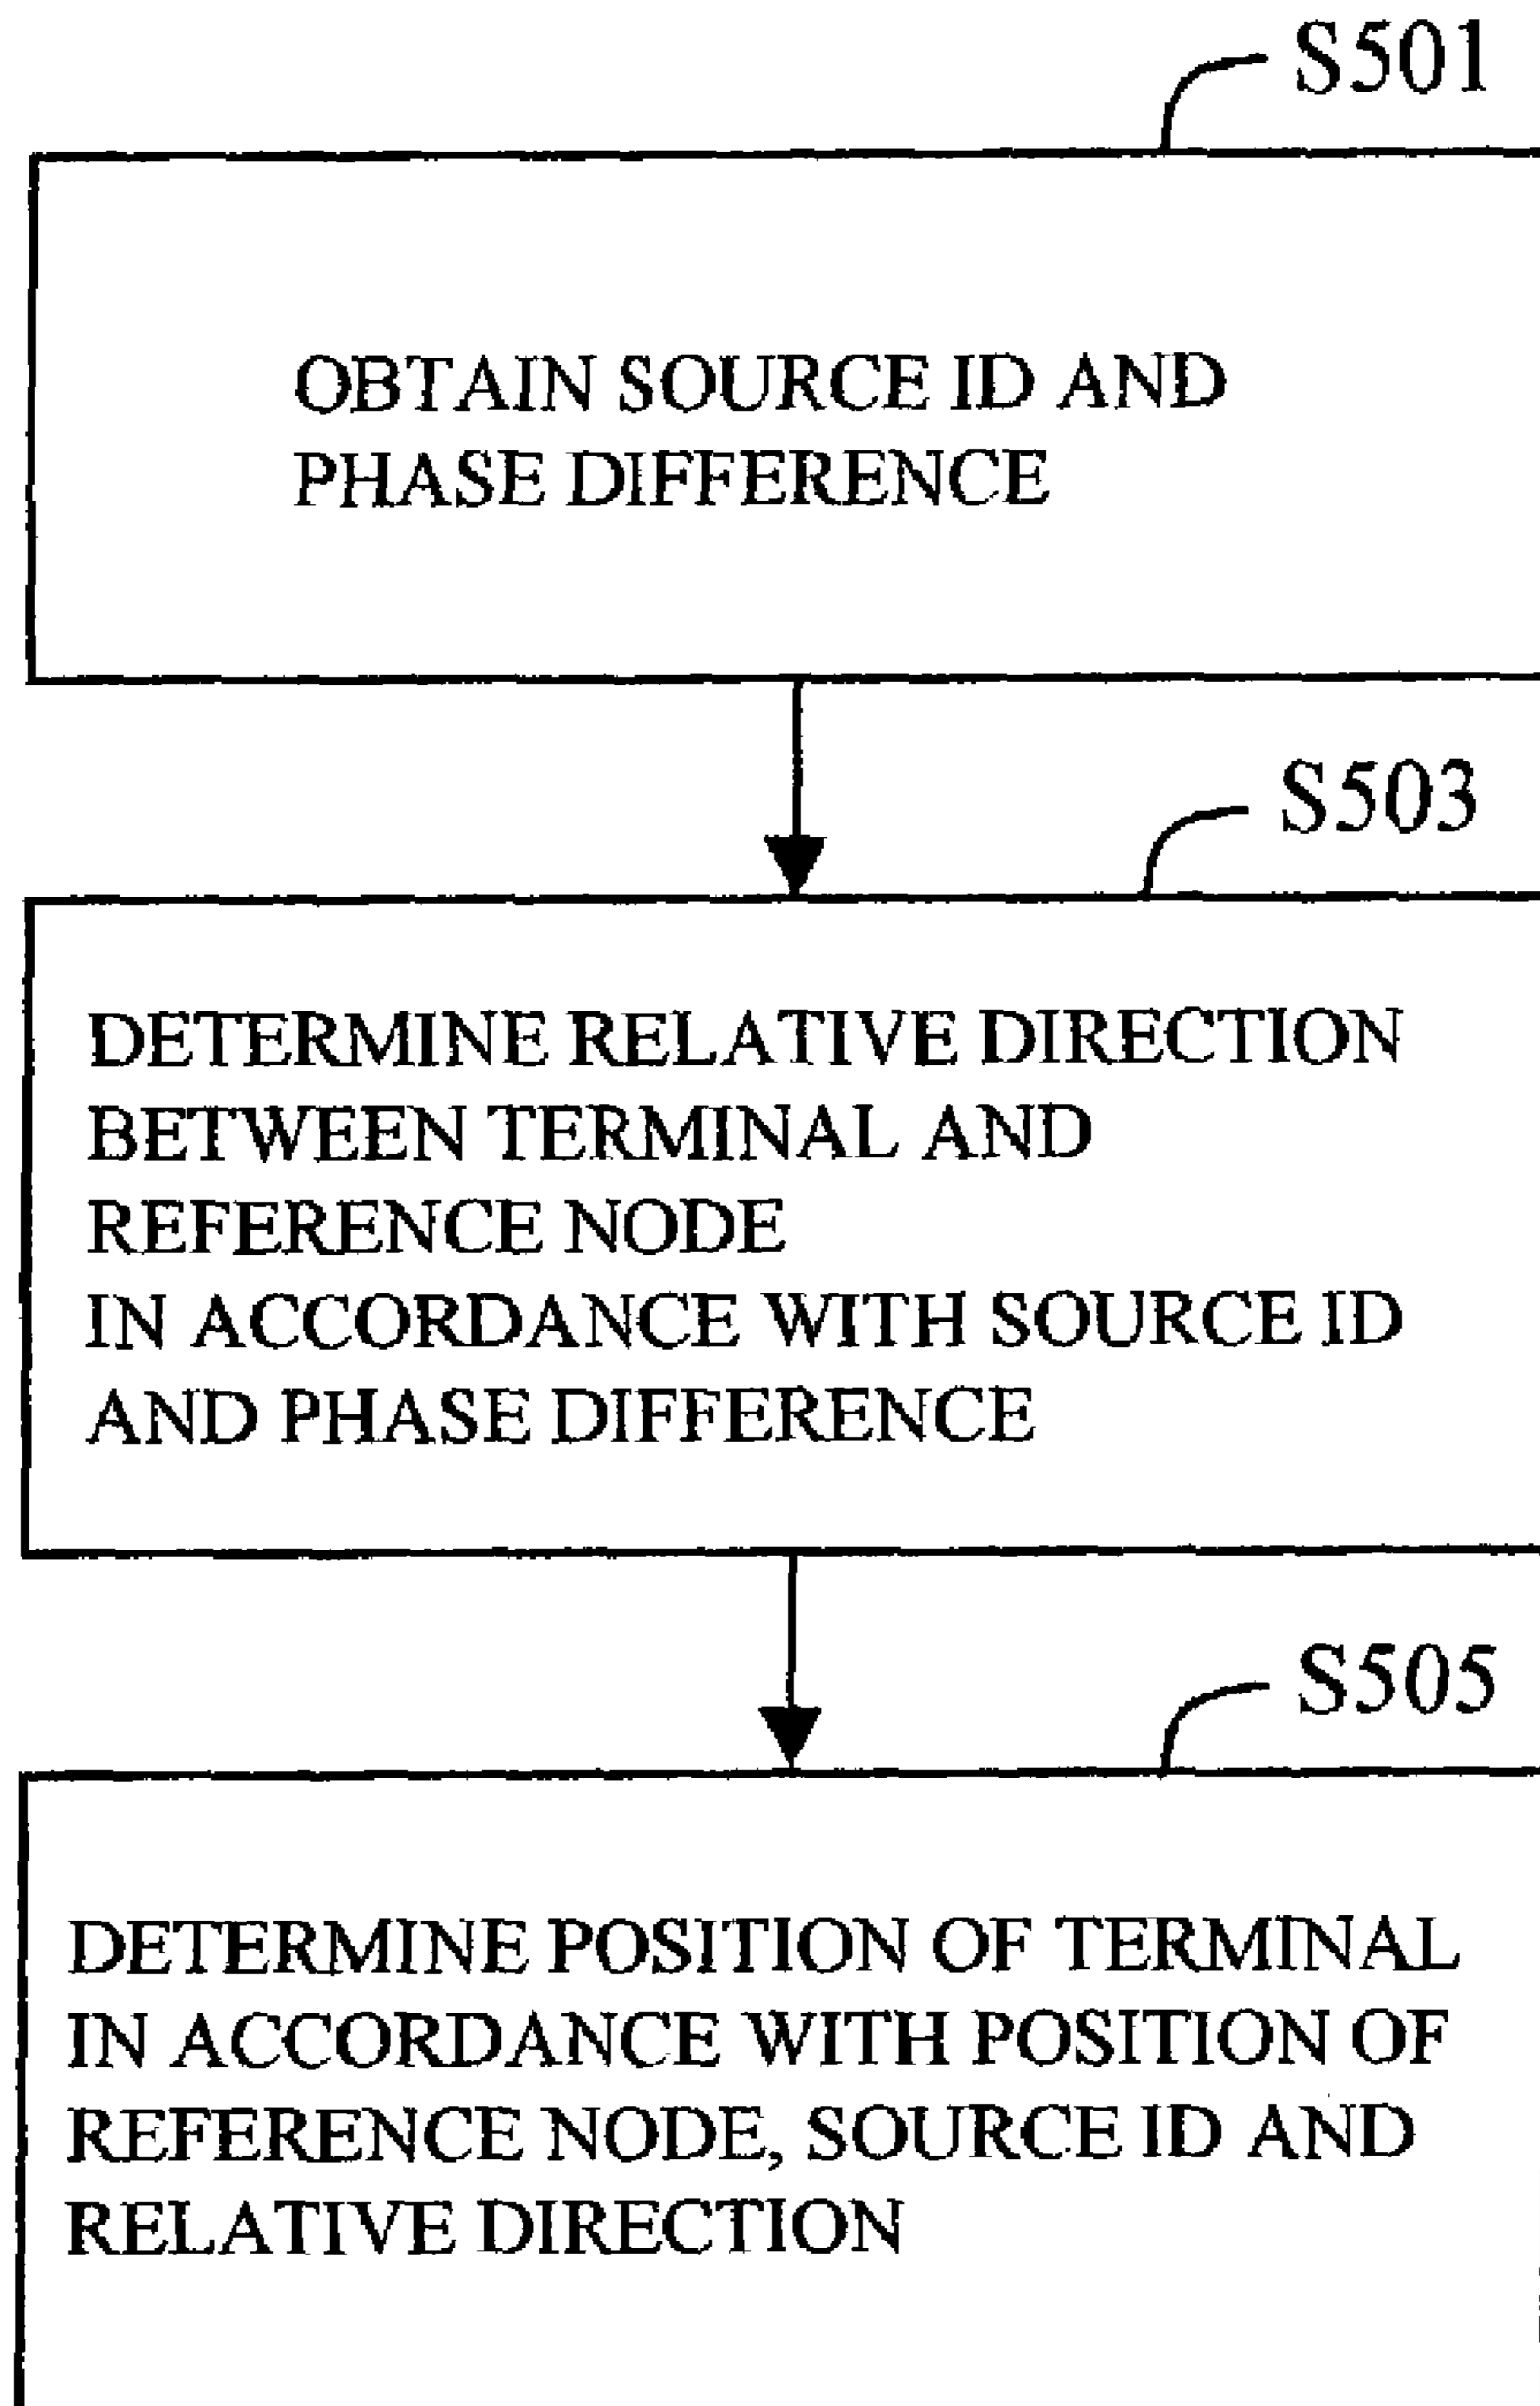 S501
OBTAIN SOURCE ID AND
PHASE DIFFERENCE
S503
DETERMINE RELATIVE DIRECTION
BETWEEN TERMINAL AND
REFERENCE NODE
IN ACCORDANCE WITH SOURCE ID
AND PHASE DIFFERENCE
S505
DETERMINE POSITION OF TERMINAL
IN ACCORDANCE WITH POSITION OF
REFERENCE NODE, SOURCE ID AND
RELATIVE DIRECTION